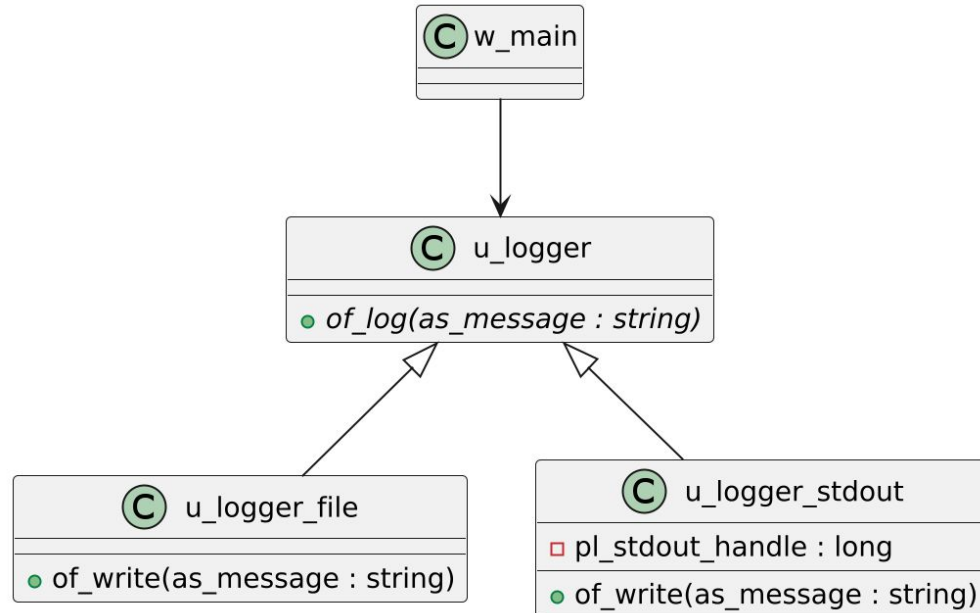 C w_main
C u_logger
of_log(as_message : string)
C u_logger_file
of_write(as_message : string)
C u_logger_stdout
pl_stdout_handle : long
of_write(as_message : string)